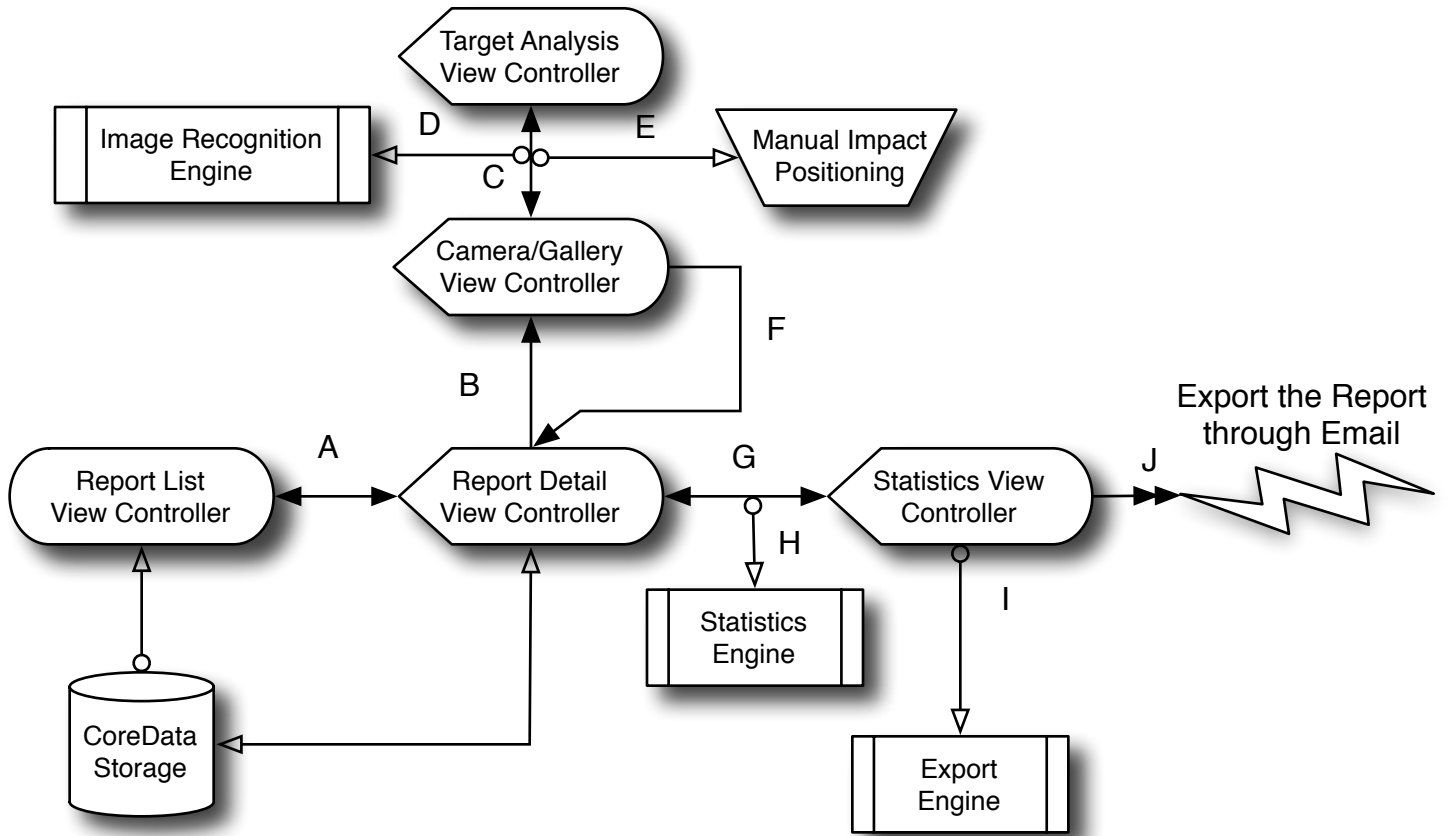 Target Analysis
View Controller
D
E
Image Recognition
Engine
Manual Impact
Positioning
C
Camera/Gallery
View Controller
F
B
Export the Report
through Email
A
G
J
Report List
View Controller
Report Detail
View Controller
Statistics View
Controller
H
I
Statistics
Engine
CoreData
Storage
Export
Engine